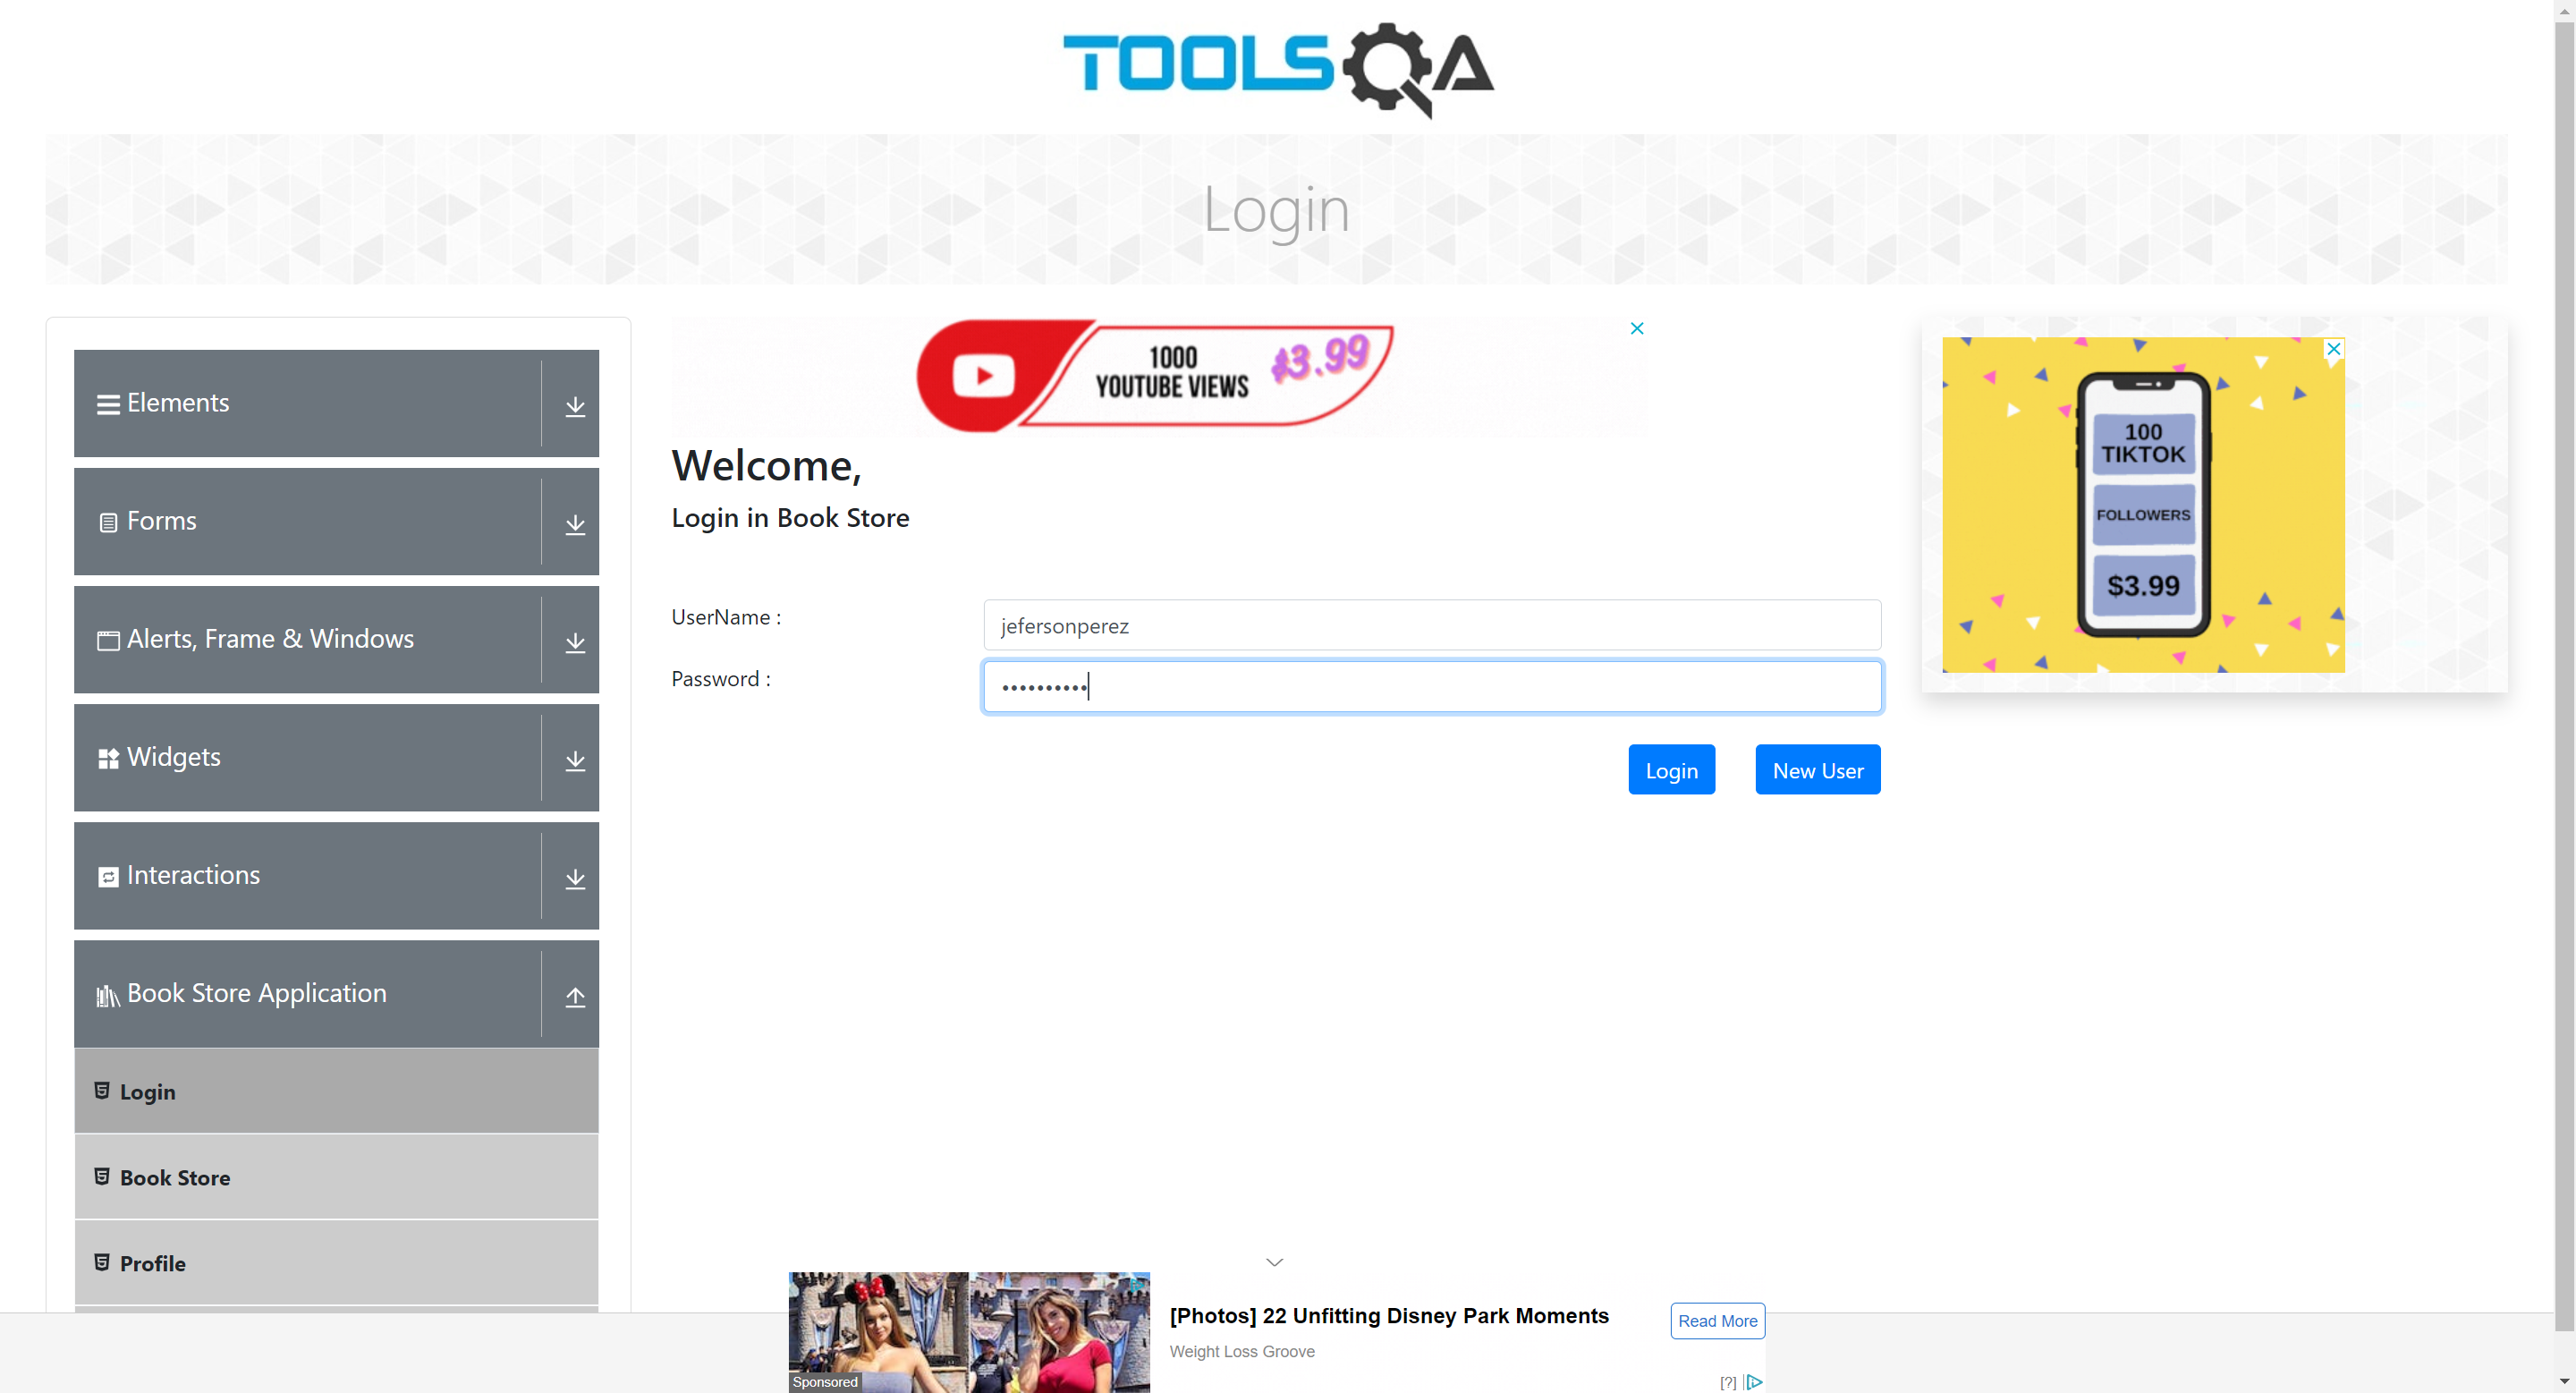 TOOLSQA
Login
Elements
Forms
Alerts, Frame & Windows
Widgets
Interactions
Book Store Application
Login
Book Store
Profile
1000
YOUTUBE VIEWS
$3.99
Welcome,
Login in Book Store
UserName :
jefersonperez
Password :
Login
New User
100
TIKTOK
FOLLOWERS
$3.99
Sponsored
[Photos] 22 Unfitting Disney Park Moments
Weight Loss Groove
Read More
[?]